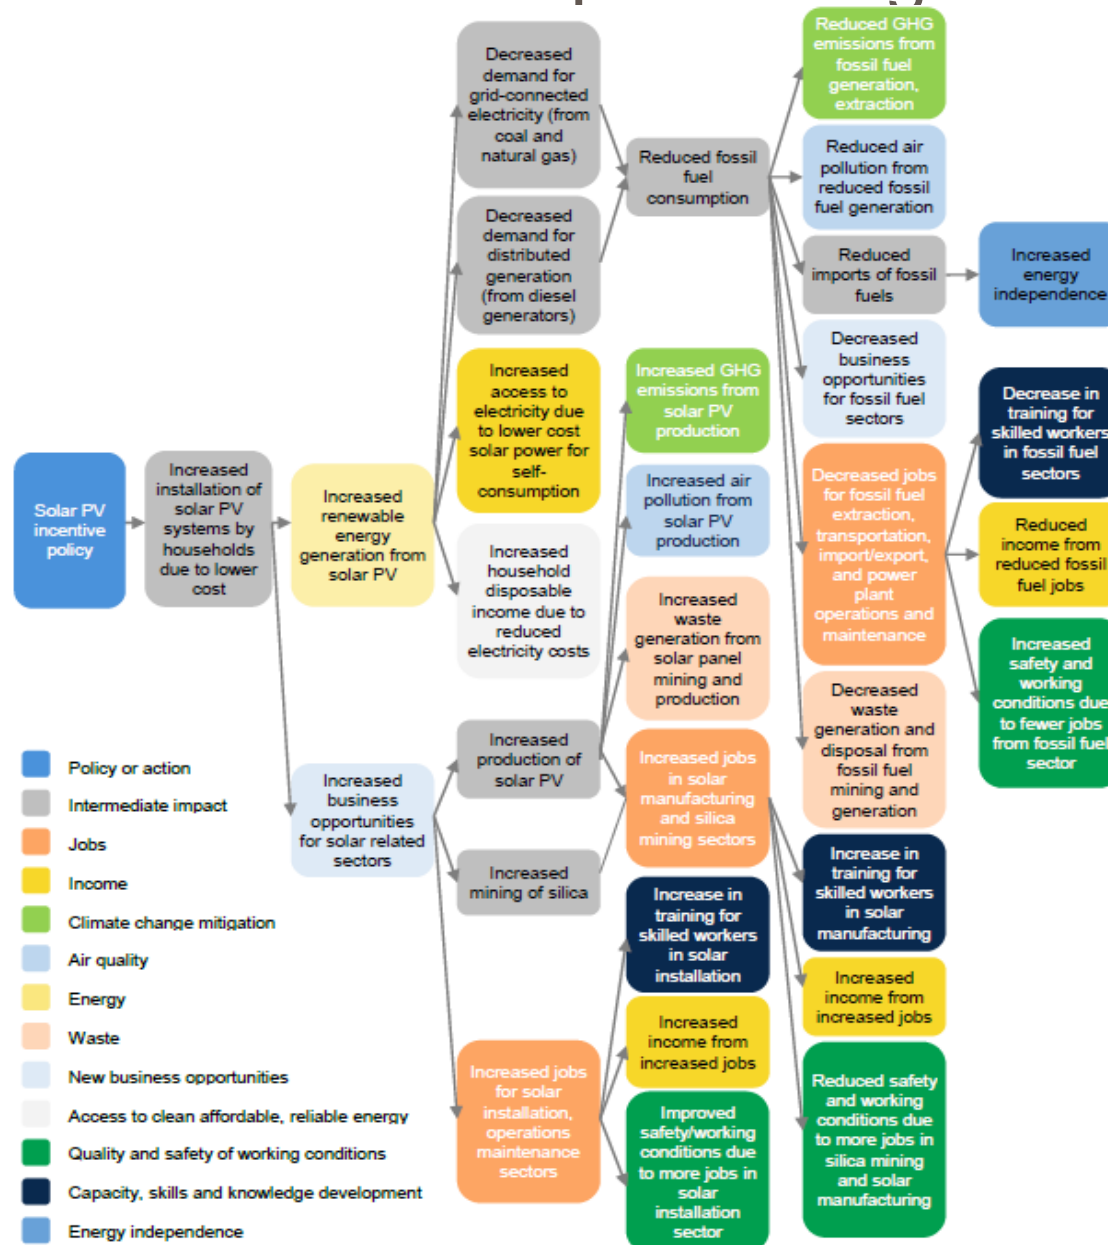 Decreased
demand for
grid-connected
electricity (from
coal and
natural gas)
Decreased
demand for
distributed
generation
(from diesel
generators)
Increased
access to
electricity due
to lower cost
solar power for
self-
consumption
Increased
household
disposable
income due to
reduced
electricity costs
Solar PV
incentive
policy
Increased
installation of
solar PV
systems by
households
due to lower
cost
Increased
renewable
energy
generation from
solar PV
Increased
business
opportunities
for solar related
sectors
Increased
production of
solar PV
Increased
mining of silica
Increased jobs
for solar
installation,
operations
maintenance
sectors
Reduced fossil
fuel
consumption
Increased GHG
emissions from
solar PV
production
Increased air
pollution from
solar PV
production
Increased
waste
generation from
solar panel
mining and
production
Increased jobs
in solar
manufacturing
and silica
mining sectors
Increase in
training for
skilled workers
in solar
installation
Increased
income from
increased jobs
Improved
safety/working
conditions due
to more jobs in
solar
installation
sector
Reduced GHG
emissions from
fossil fuel
generation,
extraction
Reduced air
pollution from
reduced fossil
fuel generation
Reduced
imports of fossil
fuels
Decreased
business
opportunities
for fossil fuel
sectors
Decreased jobs
for fossil fuel
extraction,
transportation,
import/export,
and power
plant
operations and
maintenance
Decreased
waste
generation and
disposal from
fossil fuel
mining and
generation
Increase in
training for
skilled workers
in solar
manufacturing
Increased
income from
increased jobs
Reduced safety
and working
conditions due
to more jobs in
silica mining
and solar
manufacturing
Increased
energy
independence
Decrease in
training for
skilled workers
in fossil fuel
sectors
Reduced
income from
reduced fossil
fuel jobs
Increased
safety and
working
conditions due
to fewer jobs
from fossil fuel
sector
Policy or action
Intermediate impact
Jobs
Income
Climate change mitigation
Air quality
Energy
Waste
New business opportunities
Access to clean affordable, reliable energy
Quality and safety of working conditions
Capacity, skills and knowledge development
Energy independence